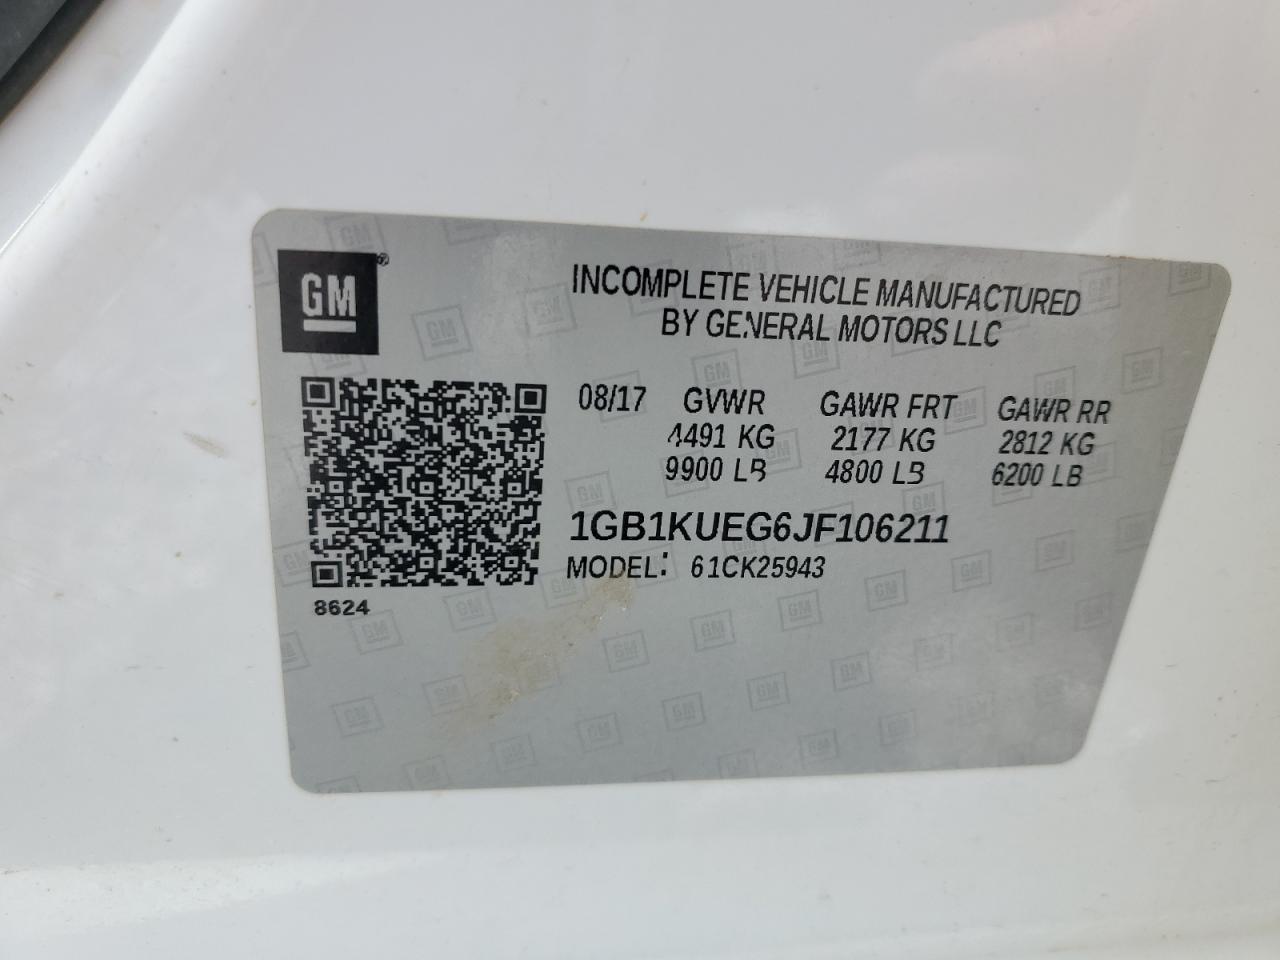 GM®
INCOMPLETE VEHICLE MANUFACTURED
BY GENERAL MOTORS LLC
08/17 GVWR GAWR FRT GAWR RR
4491 KG 2177 KG 2812 KG
9900 LB 4800 LB 6200 LB
1GB1KUEG6JF106211
MODEL: 61CK25943
8624